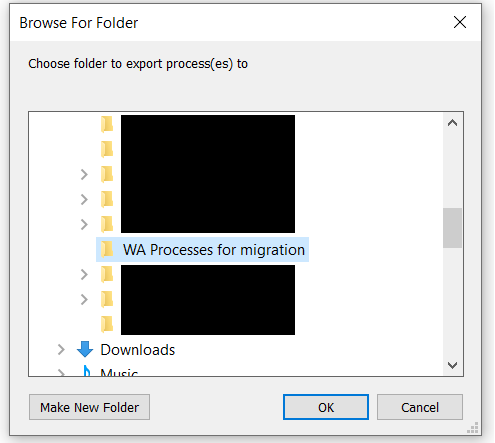 Browse For Folder
Choose folder to export process(es) to
WA Processes for migration
Downloads
Music
Make New Folder
OK
Cancel